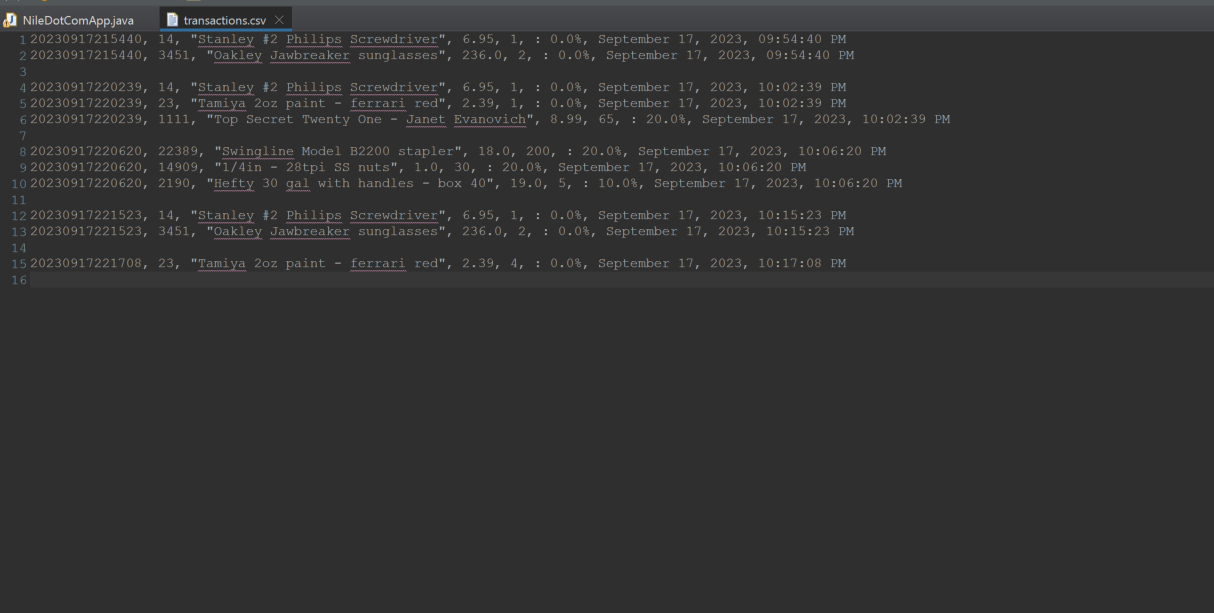 NileDotComApp.java transactions.csv
1 20230917215440, 14, "Stanley #2 Philips Screwdriver", 6.95, 1, : 0.0%, September 17, 2023, 09:54:40 PM
2 20230917215440, 3451, "Oakley Jawbreaker sunglasses", 236.0, 2, : 0.0%, September 17, 2023, 09:54:40 PM
3
4 20230917220239, 14, "Stanley #2 Philips Screwdriver", 6.95, 1, : 0.0%, September 17, 2023, 10:02:39 PM
5 20230917220239, 23, "Tamiya 2oz paint - ferrari red", 2.39, 1, : 0.0%, September 17, 2023, 10:02:39 PM
6 20230917220239, 1111, "Top Secret Twenty One - Janet Evanovich", 8.99, 65, : 20.0%, September 17, 2023, 10:02:39 PM
7
8 20230917220620, 22389, "Swingline Model B2200 stapler", 18.0, 200, : 20.0%, September 17, 2023, 10:06:20 PM
9 20230917220620, 14909, "1/4in - 28tpi SS nuts", 1.0, 30, : 20.0%, September 17, 2023, 10:06:20 PM
10 20230917220620, 2190, "Hefty 30 gal with handles - box 40", 19.0, 5, : 10.0%, September 17, 2023, 10:06:20 PM
11
12 20230917221523, 14, "Stanley #2 Philips Screwdriver", 6.95, 1, : 0.0%, September 17, 2023, 10:15:23 PM
13 20230917221523, 3451, "Oakley Jawbreaker sunglasses", 236.0, 2, : 0.0%, September 17, 2023, 10:15:23 PM
14
15 20230917221708, 23, "Tamiya 2oz paint - ferrari red", 2.39, 4, : 0.0%, September 17, 2023, 10:17:08 PM
16